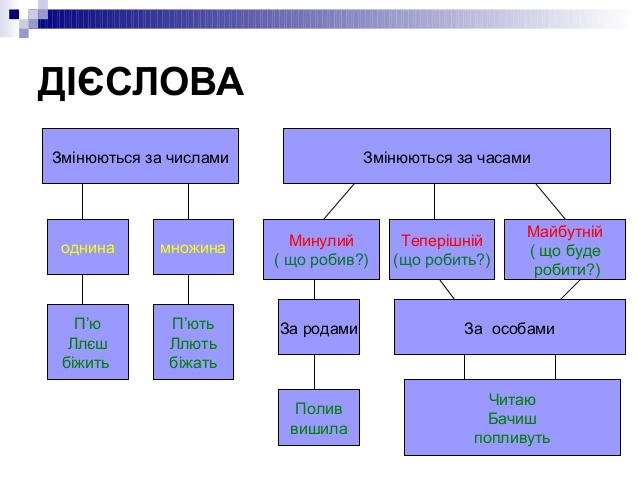 ДІЄСЛОВА
Змінюються за числами
Змінюються за часами
однина
множина
Минулий
( що робив?)
Теперішній
(що робить?)
Майбутній
( що буде
робити?)
П’ю
Ллєш
біжить
П’ють
Ллють
біжать
За родами
За особами
Полив
вишила
Читаю
Бачиш
попливуть